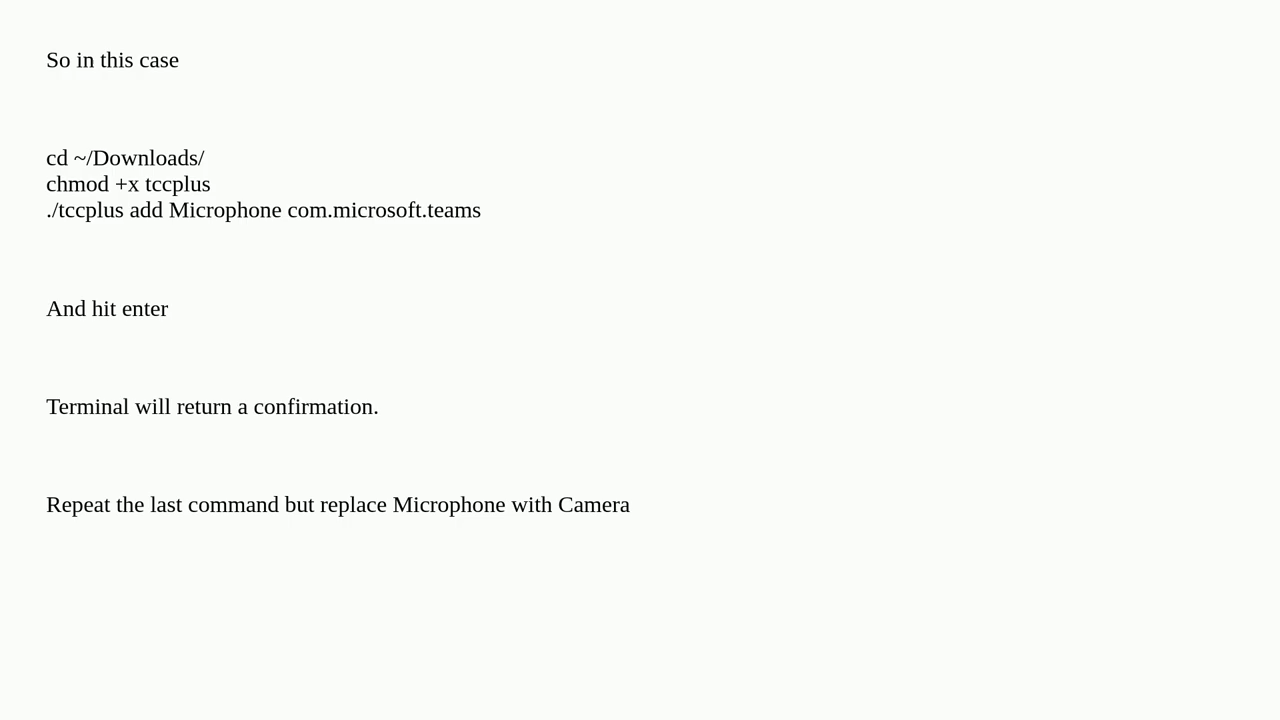 So in this case
cd ~/Downloads/
chmod +x tccplus
./tccplus add Microphone com.microsoft.teams
And hit enter
Terminal will return a confirmation.
Repeat the last command but replace Microphone with Camera